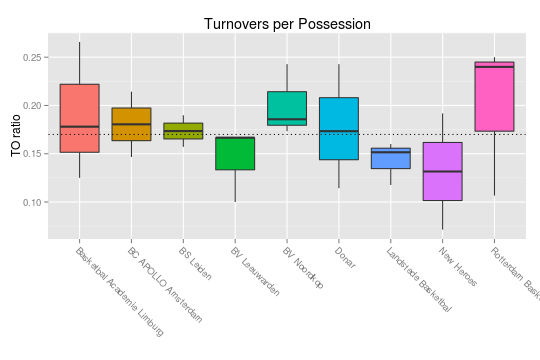 Turnovers per Possession
TO ratio
0.25
0.20
0.15
0.10
Basketbal Academie Limburg
BC APOLLO Amsterdam
BS Leiden
BV Leeuwarden
BV Noordkop
Donar
Landstede Basketbal
New Heroes
Rotterdam Bask